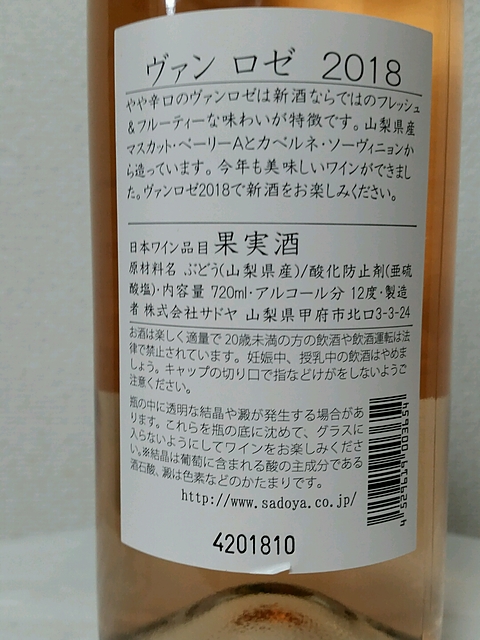 ヴァン ロゼ 2018
やや辛口のヴァンロゼは新酒ならではのフレッシュ
&フルーティーな味わいが特徴です。山梨県産
マスカット・ベーリーAとカベルネ・ソーヴィニョンか
ら造っています。今年も美味しいワインができまし
た。ヴァンロゼ2018で新酒をお楽しみください。
日本ワイン品目 果実酒
原材料名 ぶどう(山梨県産)/酸化防止剤(亜硫
酸塩)・内容量 720ml・アルコール分 12度・製造
者 株式会社サドヤ 山梨県甲府市北口3-3-24
お酒は楽しく適量で 20歳未満の方の飲酒や飲酒運転は法
律で禁止されています。妊娠中、授乳中の飲酒はやめま
しょう。キャップの切り口で指などけがをしないようご
注意ください。
瓶の中に透明な結晶や澱が発生する場合があ
ります。これらを瓶の底に沈めて、グラスに
入らないようにしてワインをお楽しみくださ
い。※結晶は葡萄に含まれる酸の主成分である
酒石酸、澱は色素などのかたまりです。
http://www.sadoya.co.jp/
4201810